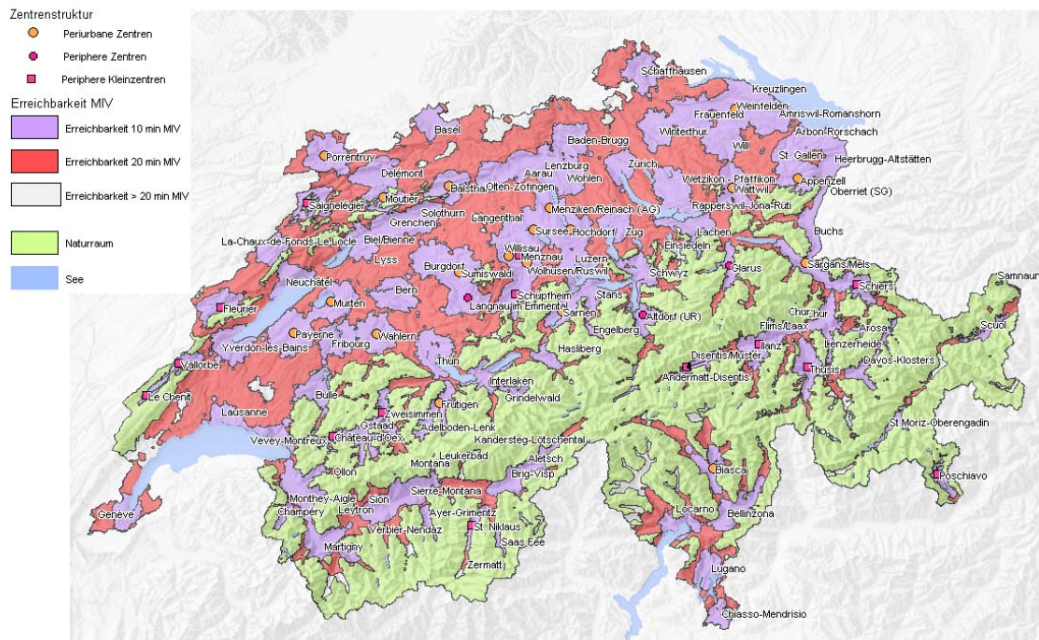 Zentrenstruktur
Periurbane Zentren
Periphere Zentren
Periphere Kleinzentren
Erreichbarkeit MIV
Erreichbarkeit 10 min MIV
Erreichbarkeit 20 min MIV
Erreichbarkeit > 20 min MIV
Naturraum
See
Schaffhausen
Kreuzlingen
Weinfelden
Frauenfeld
Amriswil-Romanshorn
Basel
Baden-Brugg
Winterthur
Arbon-Rorschach
Porrentruy
Wil
St. Gallen
Heerbrugg-Altstätten
Lenzburg
Zürich
Aarau
Wohlen
Delémont
Balsthal
Olten-Zofingen
Wetzikon - Pfäffikon
Appenzell
Wattwil
Oberriet (SG)
Moutier
Saignelégier
Menziken/Reinach (AG)
Rapperswil-Jona-Rüti
Solothurn
Langenthal
Grenchen
Sursee
Hochdorf
Zug
Lachen
Buchs
La-Chaux-de-Fonds-Le Locle
Biel/Bienne
Einsiedeln
Lyss
Willisau
Menznau
Luzern
Burgdorf
Wolhusen/Ruswil
Schwyz
Glarus
Sargans/Mels
Sumiswald
Neuchâtel
Samnaun
Bern
Schiers
Murten
Langnau im Emmental
Schüpfheim
Stans
Fleurier
Sarnen
Altdorf (UR)
Chur
Chur
Engelberg
Flims/Laax
Arosa
Scuol
Payerne
Wahlern
Yverdon-les-Bains
Fribourg
Hasliberg
Ilanz
Lenzerheide
Thun
Disentis/Mustér
Davos-Klosters
Vallorbe
Andermatt-Disentis
Thusis
Interlaken
Grindelwald
Le Chenit
Bulle
Frutigen
Lausanne
Zweisimmen
Gstaad
Adelboden-Lenk
St Moriz-Oberengadin
Vevey-Montreux
Château-d'Oex
Kandersteg-Lötschental
Leukerbad
Aletsch
Montana
Biasca
Ollon
Brig-Visp
Poschiavo
Monthey-Aigle
Sion
Sierre-Montana
Leytron
Champéry
Ayer-Grimentz
Locarno
Bellinzona
Verbier-Nendaz
St Niklaus
Genève
Saas Fee
Martigny
Zermatt
Lugano
Chiasso-Mendrisio